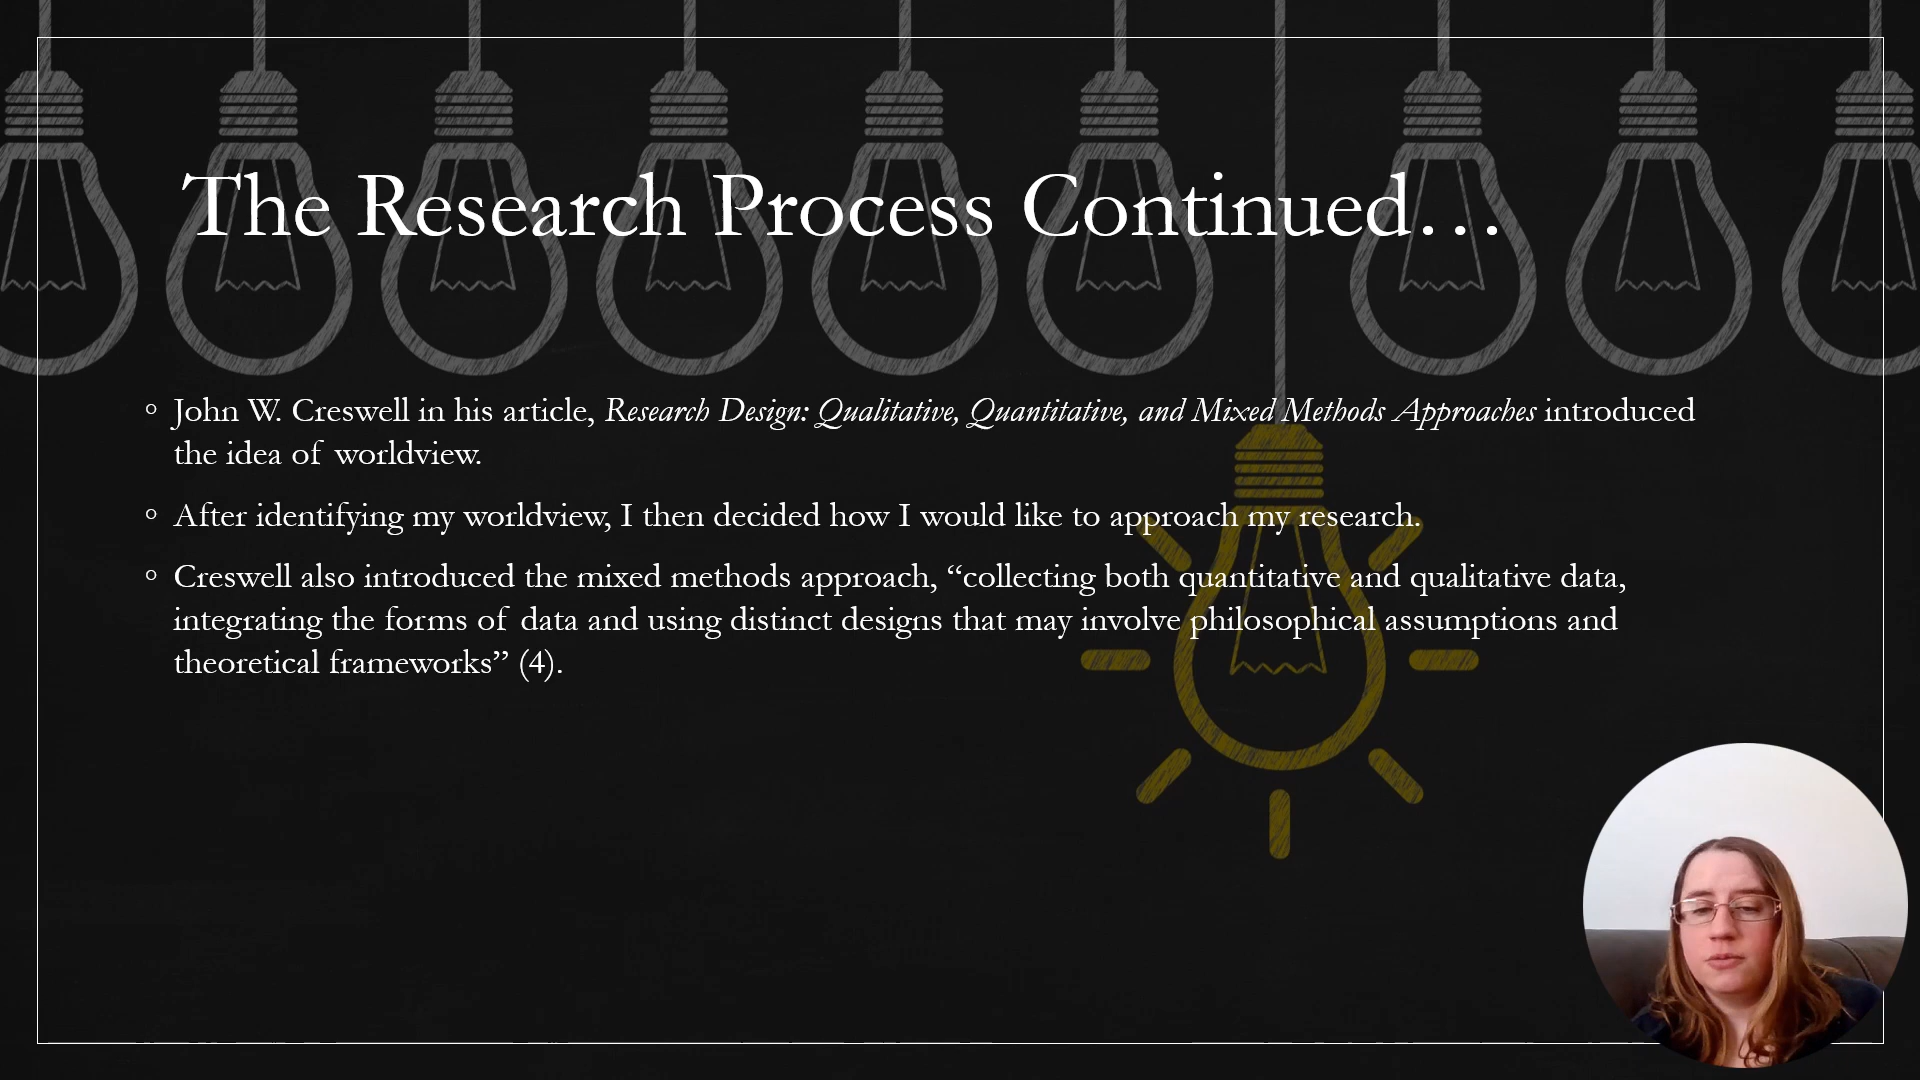 The Research Process Continued…
◦ John W. Creswell in his article, Research Design: Qualitative, Quantitative, and Mixed Methods Approaches introduced
the idea of worldview.
◦ After identifying my worldview, I then decided how I would like to approach my research.
◦ Creswell also introduced the mixed methods approach, “collecting both quantitative and qualitative data,
integrating the forms of data and using distinct designs that may involve philosophical assumptions and
theoretical frameworks” (4).